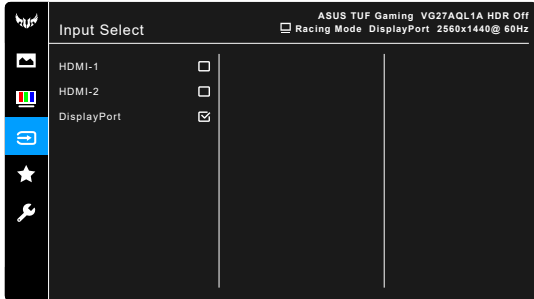 ASUS TUF Gaming VG27AQL1A HDR Off
Input Select
Racing Mode DisplayPort 2560x1440@ 60Hz
HDMI-1
HDMI-2
DisplayPort